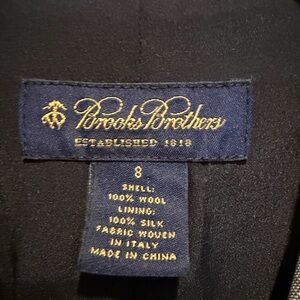 Brooks Brothers
ESTABLISHED 1818
8
SHELL:
100% WOOL
LINING:
100% SILK
FABRIC WOVEN
IN ITALY
MADE IN CHINA